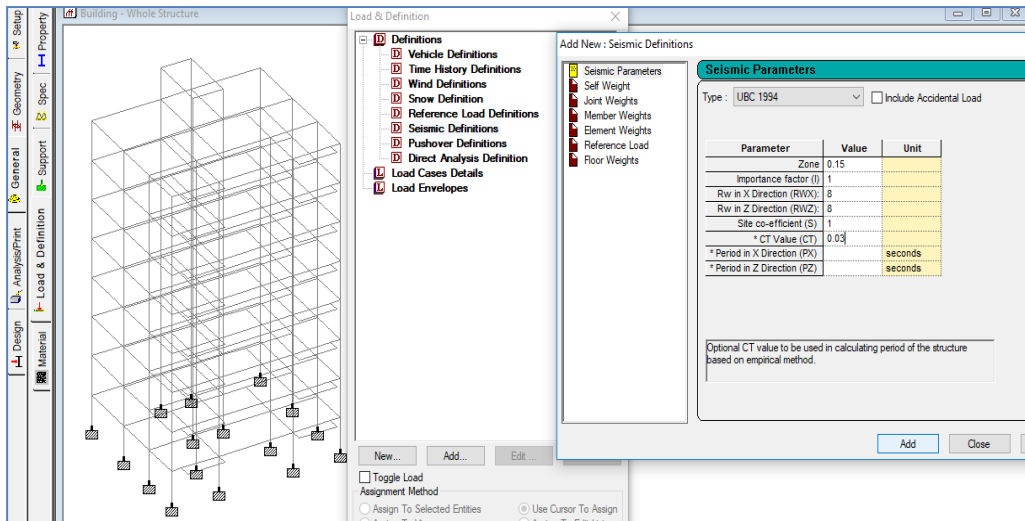 Building - Whole Structure
Setup
Geometry
General
Analysis/Print
Design
Property
Spec
Support
Load & Definition
Material
Load & Definition
Definitions
Vehicle Definitions
Time History Definitions
Wind Definitions
Snow Definition
Reference Load Definitions
Seismic Definitions
Pushover Definitions
Direct Analysis Definition
Load Cases Details
Load Envelopes
New...
Add...
Edit ...
Toggle Load
Assignment Method
Assign To Selected Entities
Use Cursor To Assign
Add New : Seismic Definitions
Seismic Parameters
Self Weight
Joint Weights
Member Weights
Element Weights
Reference Load
Floor Weights
Seismic Parameters
Type : UBC 1994
Include Accidental Load
Parameter Value Unit
Zone 0.15
Importance factor (I) 1
Rw in X Direction (RWX): 8
Rw in Z Direction (RWZ): 8
Site co-efficient (S) 1
* CT Value (CT) 0.03
* Period in X Direction (PX) seconds
* Period in Z Direction (PZ) seconds
Optional CT value to be used in calculating period of the structure
based on empirical method.
Add
Close